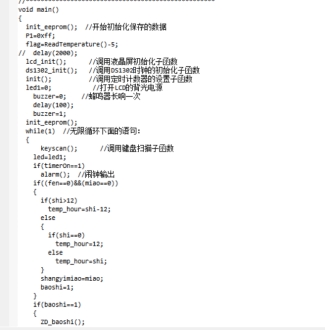 //**************************************************
void main()
{
init_eeprom(); //开始初始化保存的数据
P1=0xff;
flag=ReadTemperature()-5;
// delay(2000);
lcd_init(); //调用液晶屏初始化子函数
ds1302_init(); //调用DS1302时钟的初始化子函数
init(); //调用定时计数器的设置子函数
led1=0; //打开LCD的背光电源
buzzer=0; //蜂鸣器长响一次
delay(100);
buzzer=1;
init_eeprom();
while(1) //无限循环下面的语句:
{
keyscan(); //调用键盘扫描子函数
led=led1;
if(timerOn==1)
alarm(); //闹钟输出
if((fen==0)&&(miao==0))
{
if(shi>12)
temp_hour=shi-12;
else
{
if(shi==0)
temp_hour=12;
else
temp_hour=shi;
}
shangyimiao=miao;
baoshi=1;
}
if(baoshi==1)
{
ZD_baoshi();